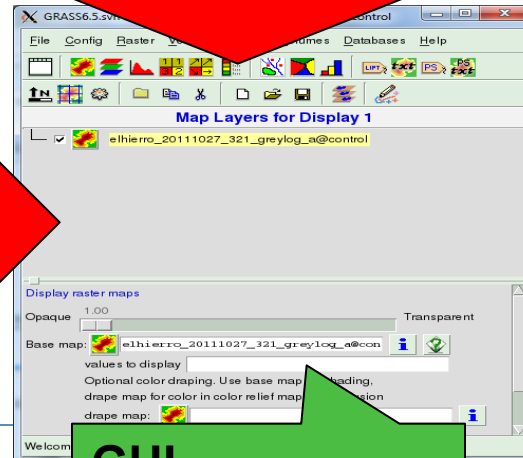 GRASS6.5.svn
control
File Config Raster Databases Help
Map Layers for Display 1
elhierro_20111027_321_greylog_a@control
Display raster maps
Opaque 1.00 Transparent
Base map: elhierro_20111027_321_greylog_a@con
values to display
Optional color draping. Use base map
drape map for color in color relief map
drape map:
Welcom
GUI